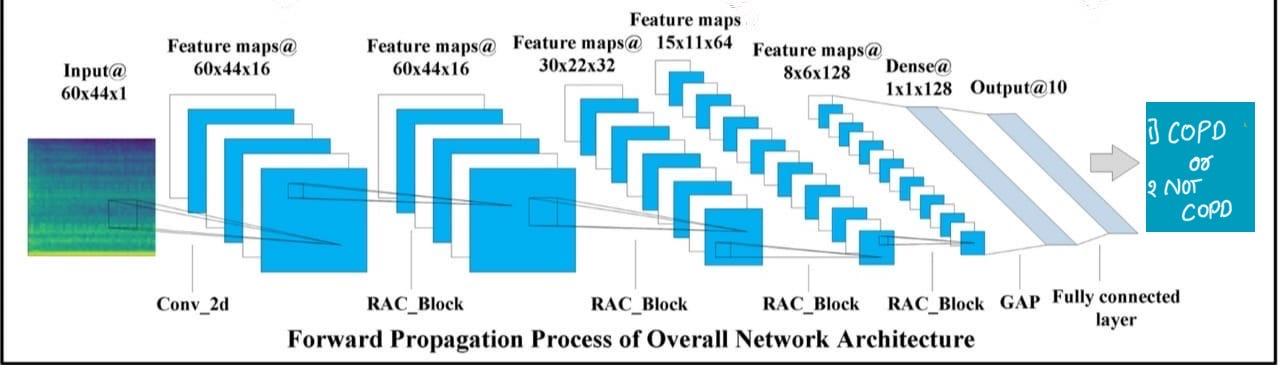 Input@
60x44x1
Feature maps@
60x44x16
Feature maps@
60x44x16
Feature maps@
30x22x32
Feature maps
15x11x64
Feature maps@
8x6x128
Dense@
1x1x128
Output@10
1) COPD
or
2 NOT
COPD
Conv_2d
RAC_Block
RAC_Block
RAC_Block
RAC_Block
GAP
Fully connected
layer
Forward Propagation Process of Overall Network Architecture